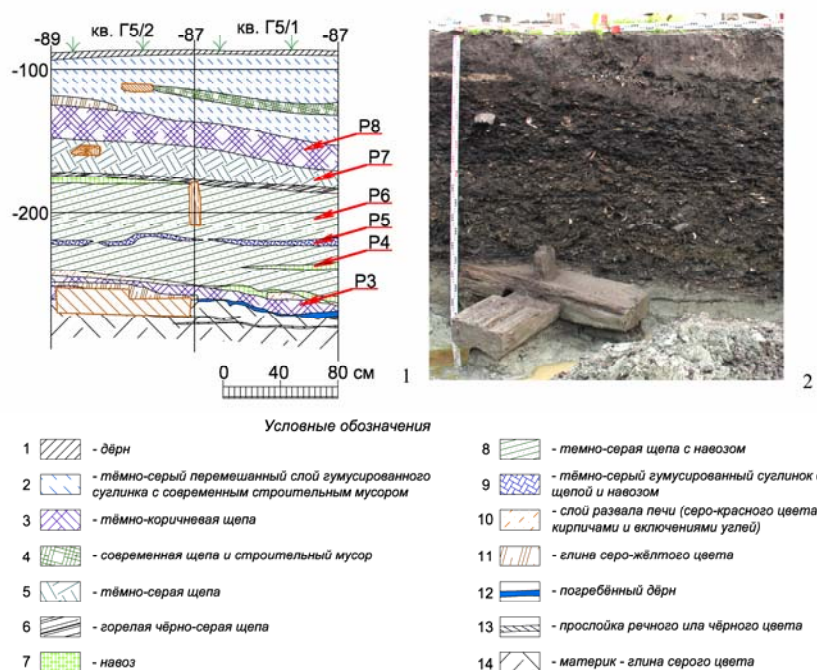 кв. Г5/2 кв. Г5/1
-89 -87 -87
-100
P8
P7
-200
P6
P5
P4
P3
0 40 80 см
1
2
Условные обозначения
1 - дёрн
2 - тёмно-серый перемешанный слой гумусированного
суглинка с современным строительным мусором
3 - тёмно-коричневая щепа
4 - современная щепа и строительный мусор
5 - тёмно-серая щепа
6 - горелая чёрно-серая щепа
7 - навоз
8 - темно-серая щепа с навозом
9 - тёмно-серый гумусированный суглинок
щепой и навозом
10 - слой развала печи (серо-красного цвета
кирпичами и включениями углей)
11 - глина серо-жёлтого цвета
12 - погребённый дёрн
13 - прослойка речного ила чёрного цвета
14 - материк - глина серого цвета